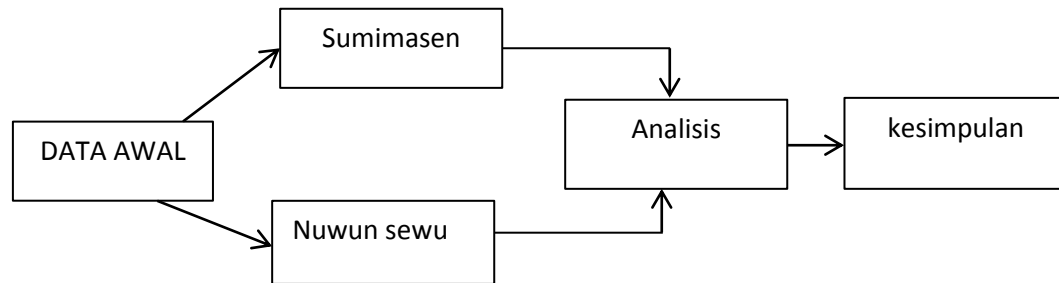 Sumimasen
DATA AWAL
Analisis
kesimpulan
Nuwun sewu